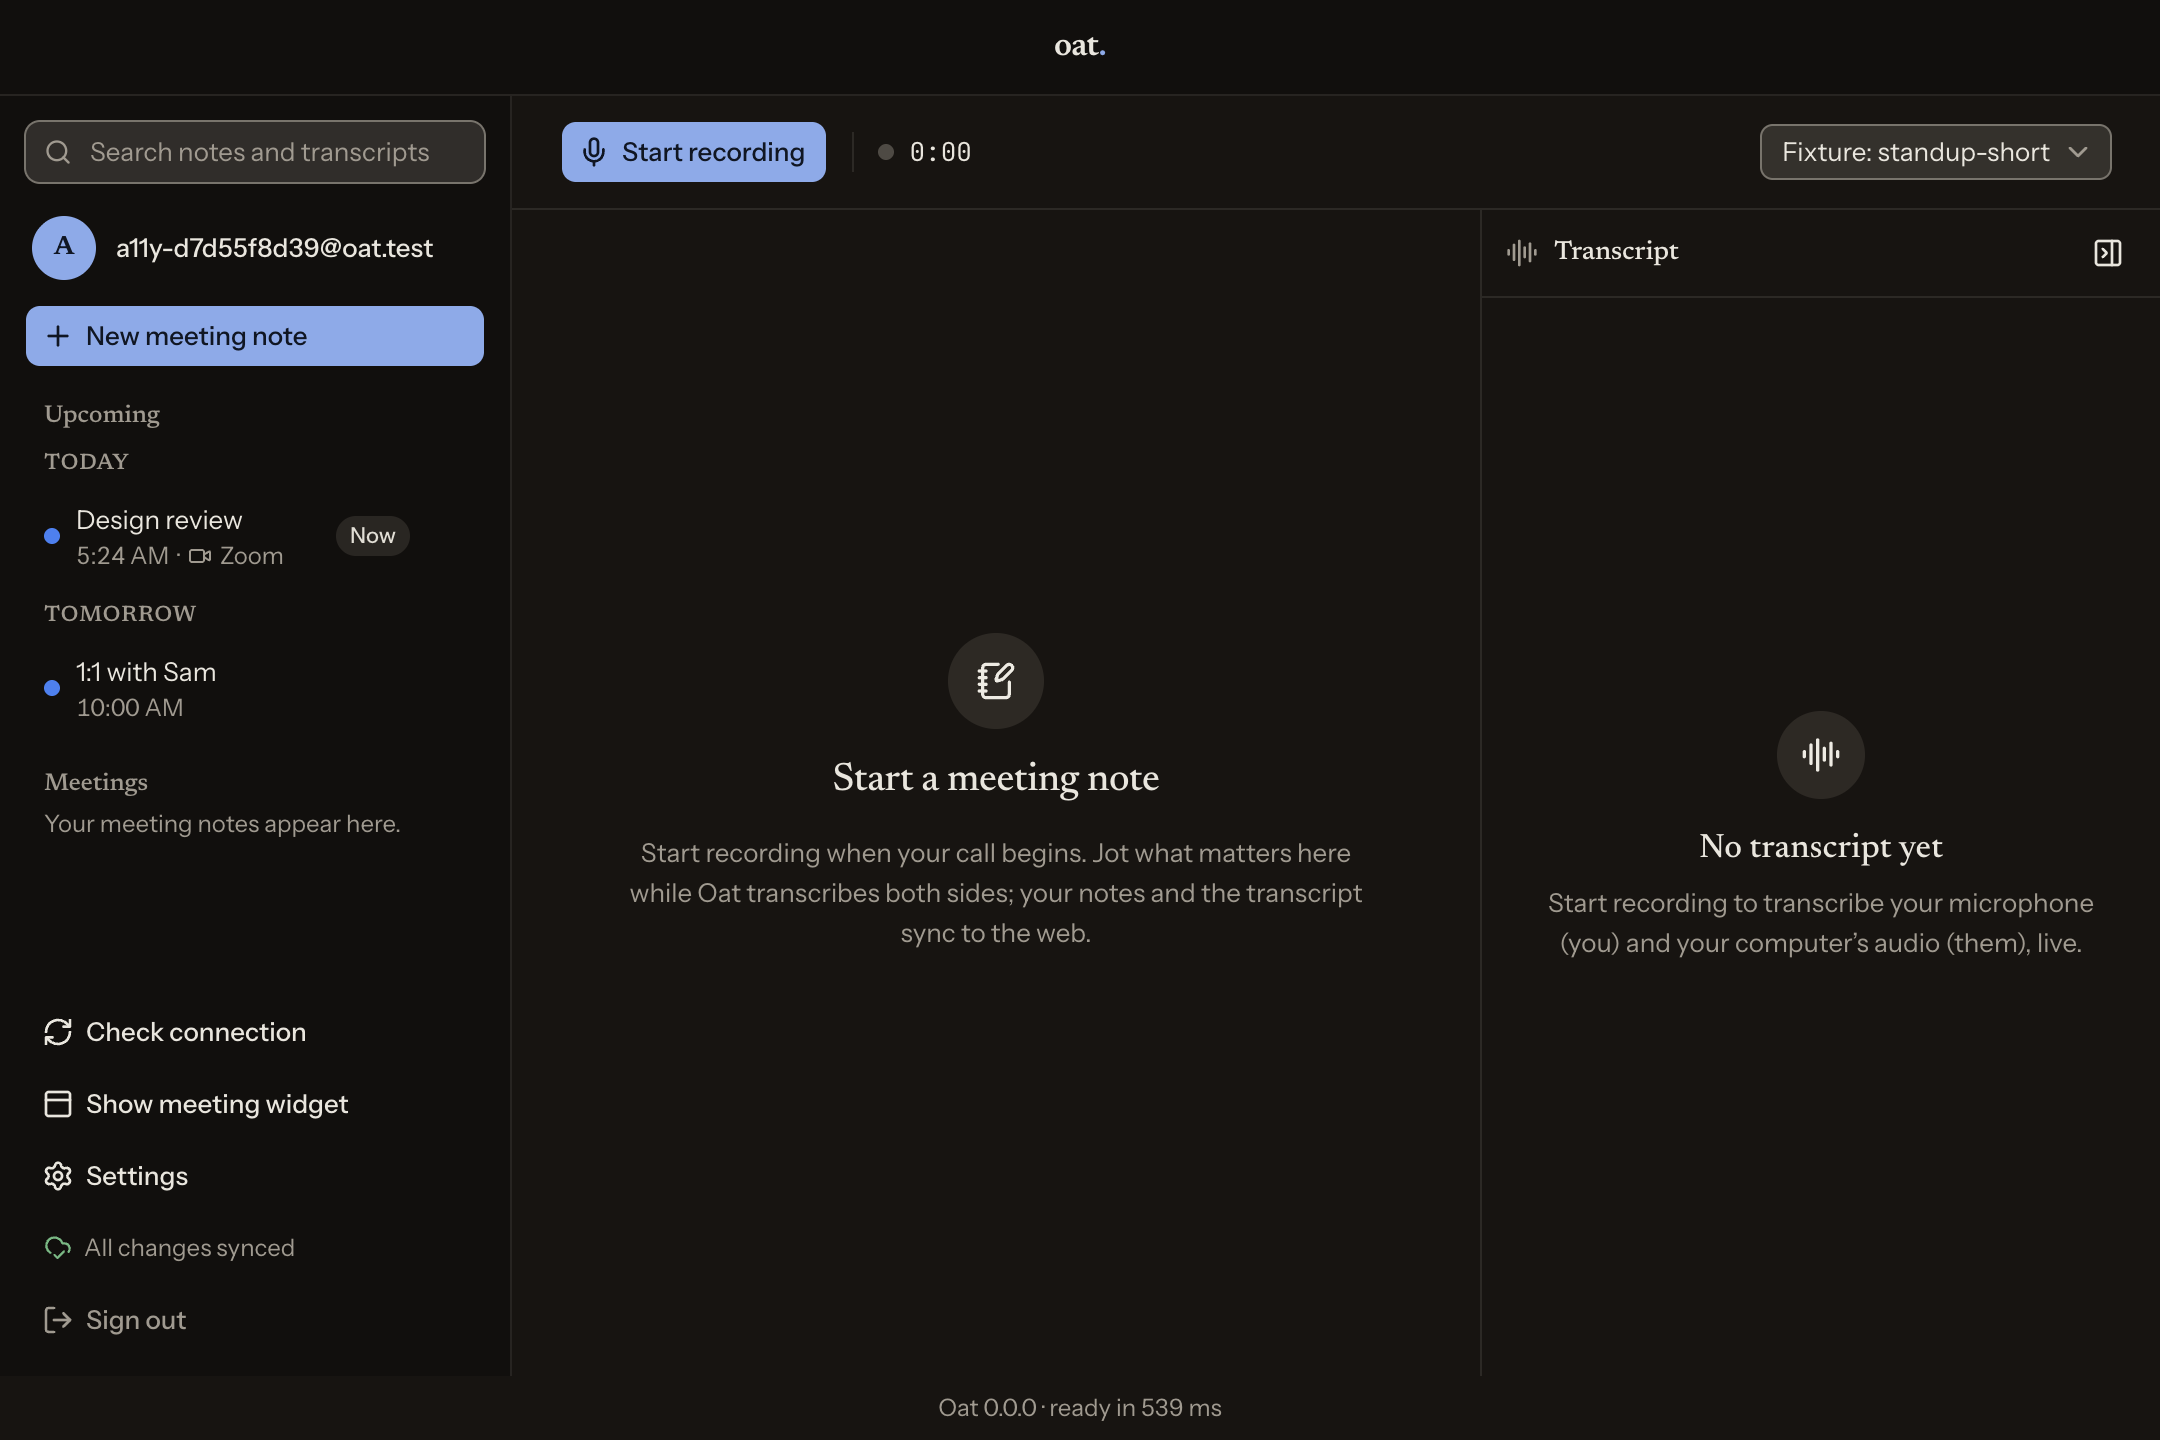 oat.
Search notes and transcripts
A
a11y-d7d55f8d39@oat.test
New meeting note
Upcoming
TODAY
Design review
5:24 AM · Zoom
Now
TOMORROW
1:1 with Sam
10:00 AM
Meetings
Your meeting notes appear here.
Check connection
Show meeting widget
Settings
All changes synced
Sign out
Start recording
0:00
Fixture: standup-short
Start a meeting note
Start recording when your call begins. Jot what matters here
while Oat transcribes both sides; your notes and the transcript
sync to the web.
Transcript
No transcript yet
Start recording to transcribe your microphone
(you) and your computer’s audio (them), live.
Oat 0.0.0 · ready in 539 ms